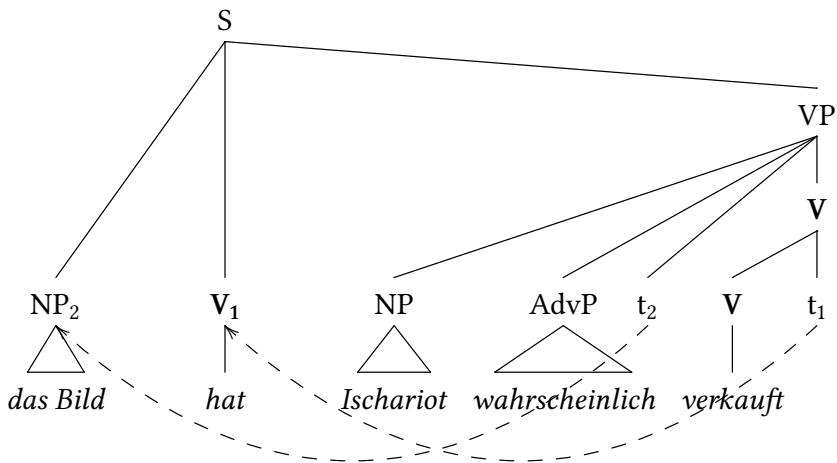 S
VP
V
NP₂ V₁ NP AdvP t₂ V t₁
das Bild hat Ischariot wahrscheinlich verkauft